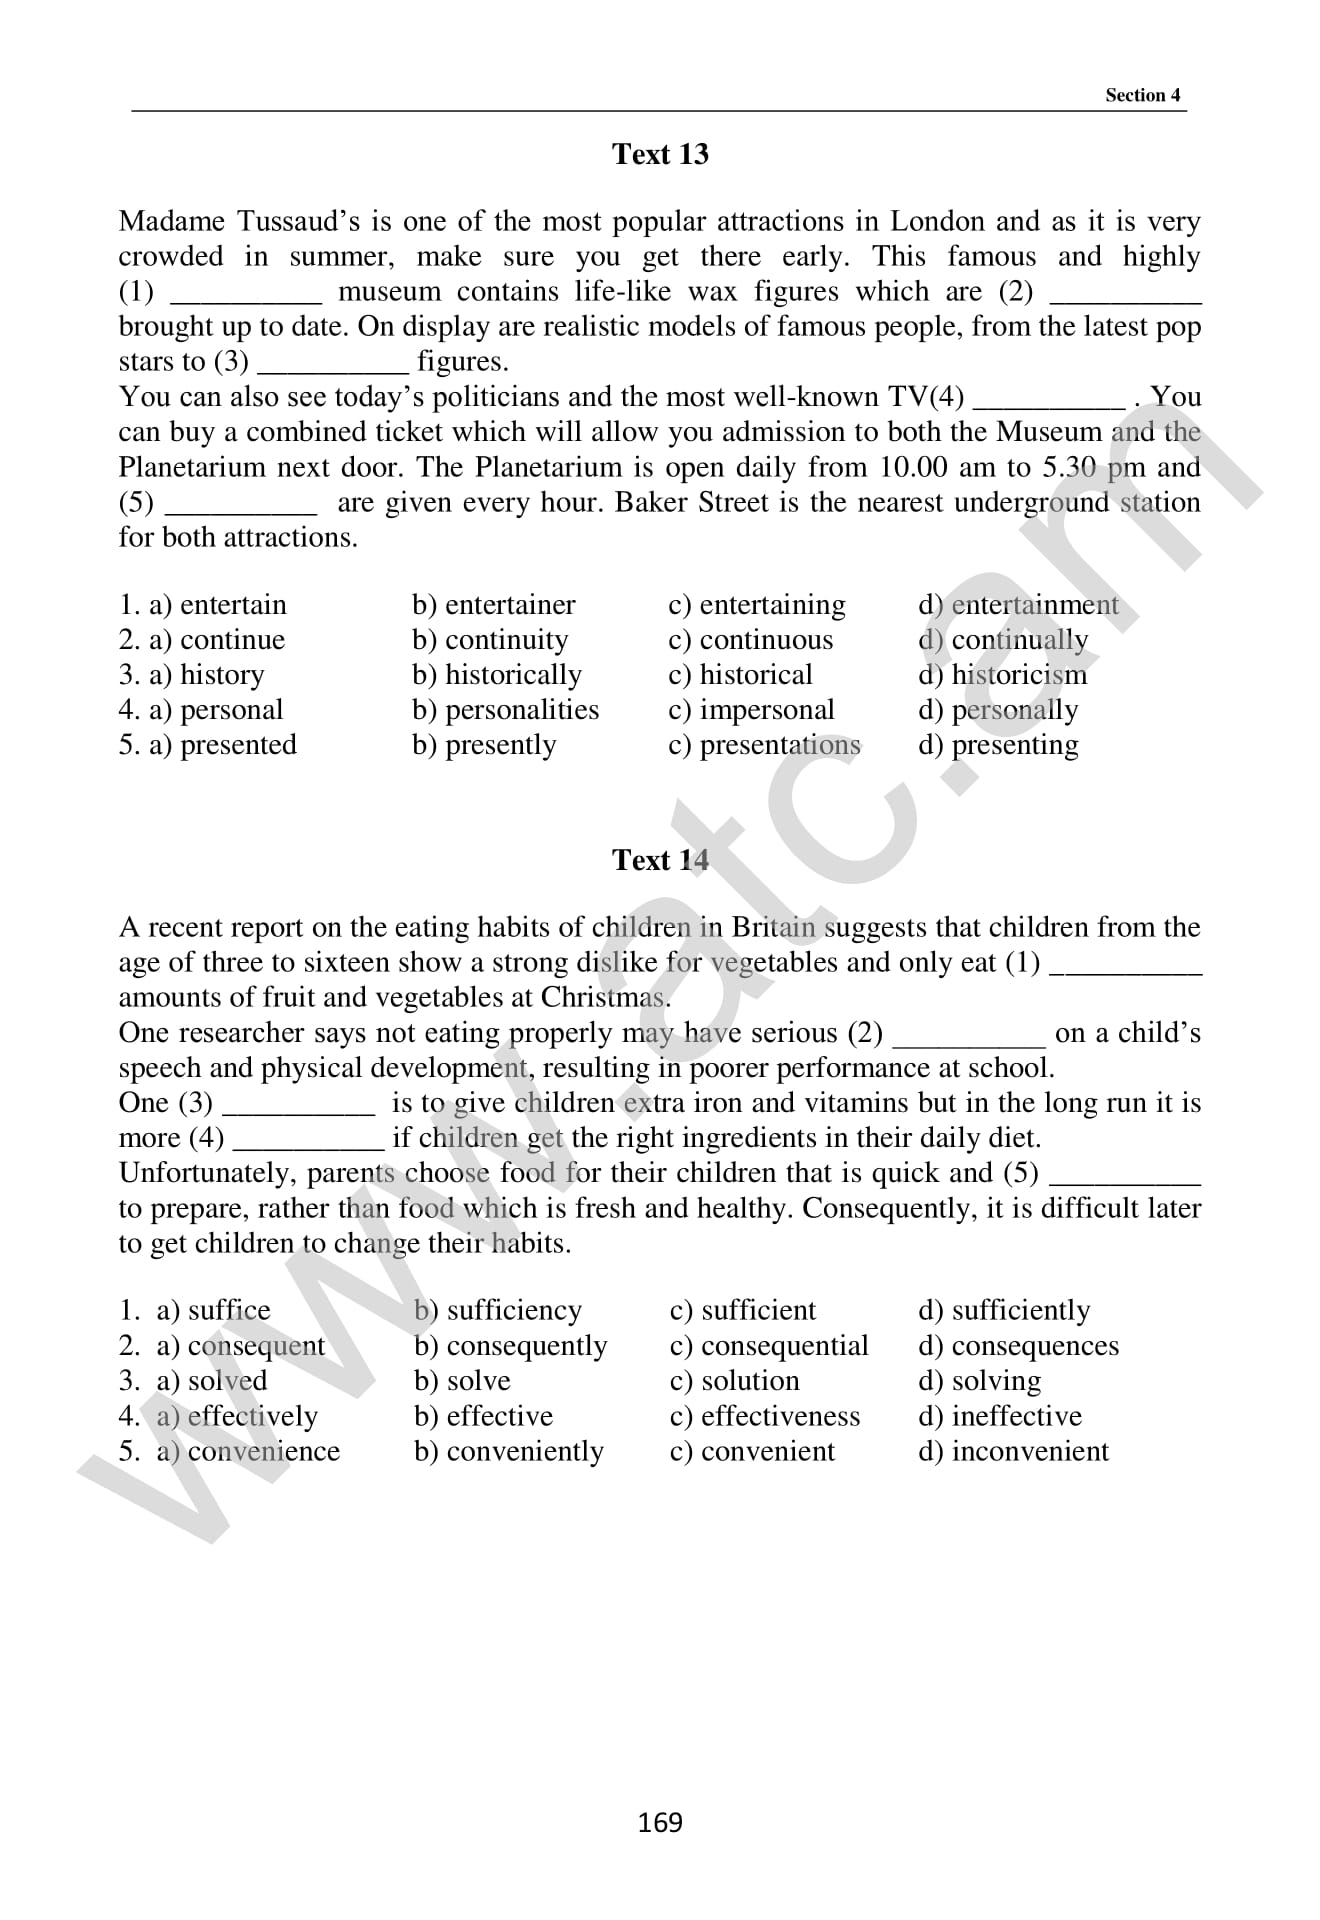 Section 4
Text 13
Madame Tussaud’s is one of the most popular attractions in London and as it is very
crowded in summer, make sure you get there early. This famous and highly
(1) __________ museum contains life-like wax figures which are (2) __________
brought up to date. On display are realistic models of famous people, from the latest pop
stars to (3) __________ figures.
You can also see today’s politicians and the most well-known TV(4) __________ . You
can buy a combined ticket which will allow you admission to both the Museum and the
Planetarium next door. The Planetarium is open daily from 10.00 am to 5.30 pm and
(5) __________ are given every hour. Baker Street is the nearest underground station
for both attractions.
1. a) entertain b) entertainer c) entertaining d) entertainment
2. a) continue b) continuity c) continuous d) continually
3. a) history b) historically c) historical d) historicism
4. a) personal b) personalities c) impersonal d) personally
5. a) presented b) presently c) presentations d) presenting
Text 14
A recent report on the eating habits of children in Britain suggests that children from the
age of three to sixteen show a strong dislike for vegetables and only eat (1) __________
amounts of fruit and vegetables at Christmas.
One researcher says not eating properly may have serious (2) __________ on a child’s
speech and physical development, resulting in poorer performance at school.
One (3) __________ is to give children extra iron and vitamins but in the long run it is
more (4) __________ if children get the right ingredients in their daily diet.
Unfortunately, parents choose food for their children that is quick and (5) __________
to prepare, rather than food which is fresh and healthy. Consequently, it is difficult later
to get children to change their habits.
1. a) suffice b) sufficiency c) sufficient d) sufficiently
2. a) consequent b) consequently c) consequential d) consequences
3. a) solved b) solve c) solution d) solving
4. a) effectively b) effective c) effectiveness d) ineffective
5. a) convenience b) conveniently c) convenient d) inconvenient
169
www.atc.am